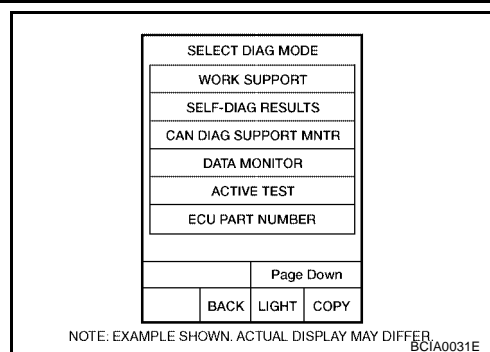 SELECT DIAG MODE
WORK SUPPORT
SELF-DIAG RESULTS
CAN DIAG SUPPORT MNTR
DATA MONITOR
ACTIVE TEST
ECU PART NUMBER
Page Down
BACK LIGHT COPY
NOTE: EXAMPLE SHOWN. ACTUAL DISPLAY MAY DIFFER.
BCIA0031E